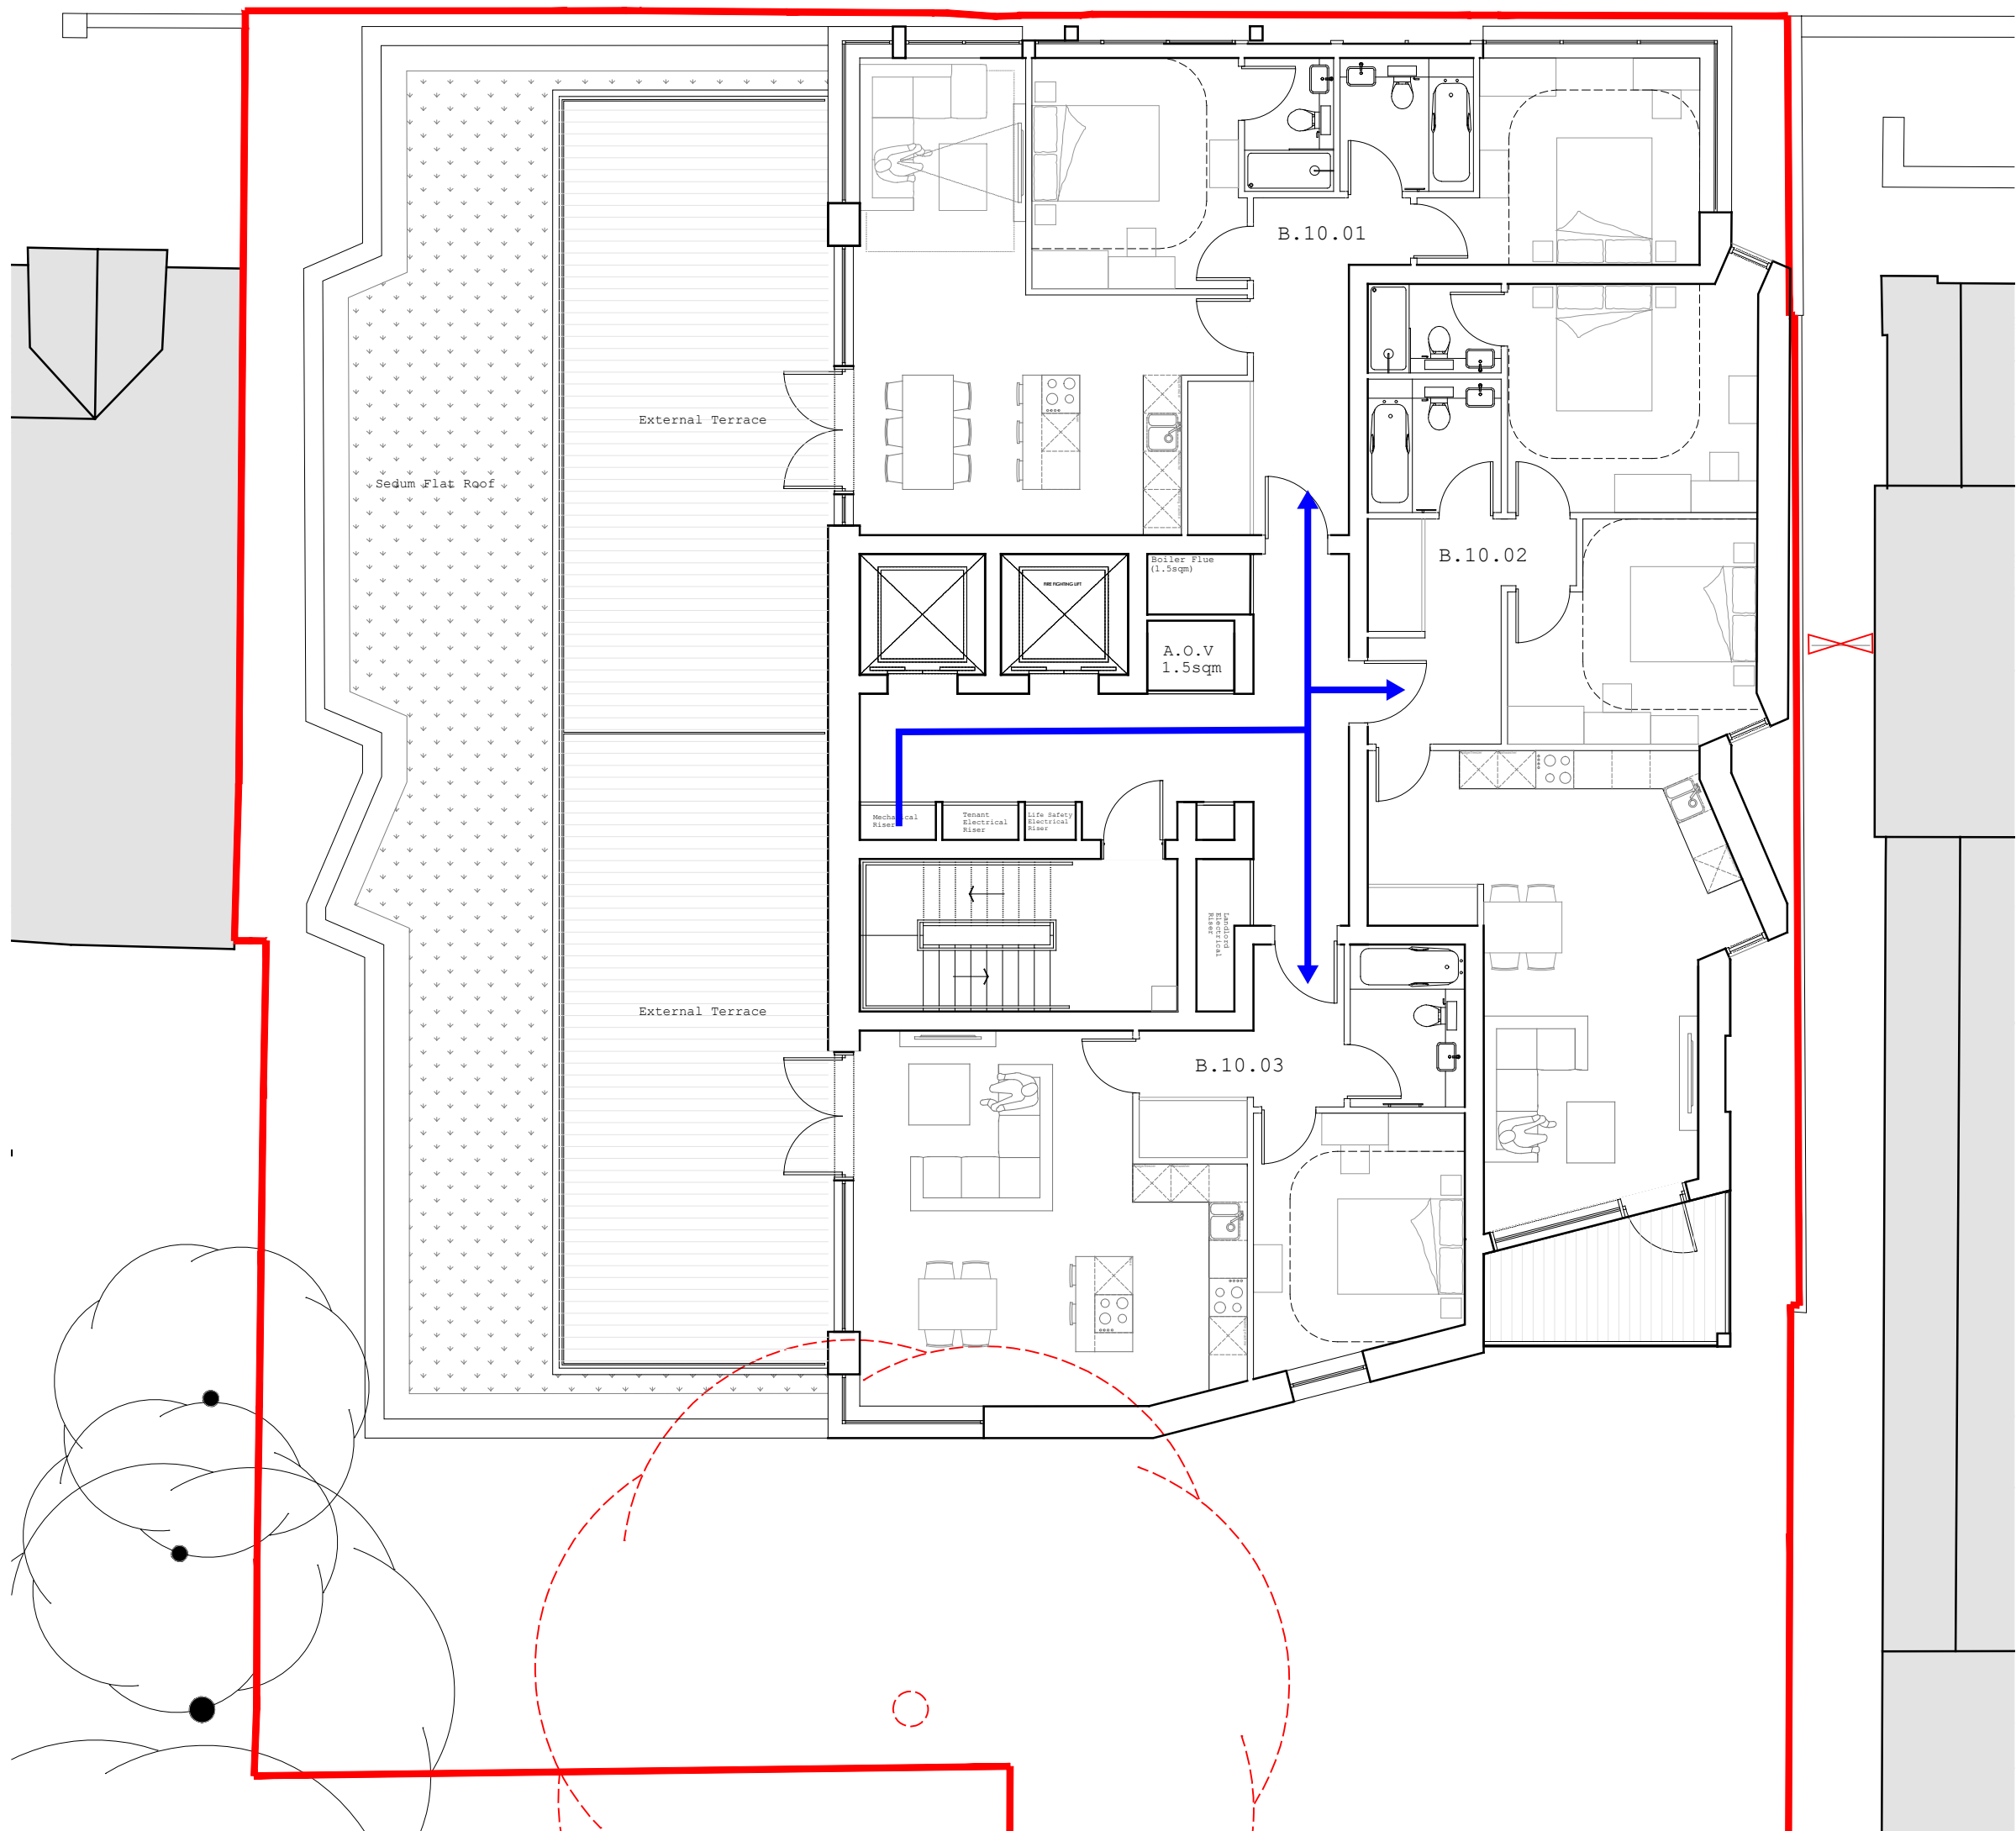 B.10.01
External Terrace
Sedum Flat Roof
Boiler Flue
(1.5sqm)
B.10.02
FIRE FIGHTING LIFT
A.O.V
1.5sqm
Mechanical
Riser
Tenant
Electrical
Riser
Life Safety
Electrical
Riser
Landlord
Electrical
Riser
External Terrace
B.10.03